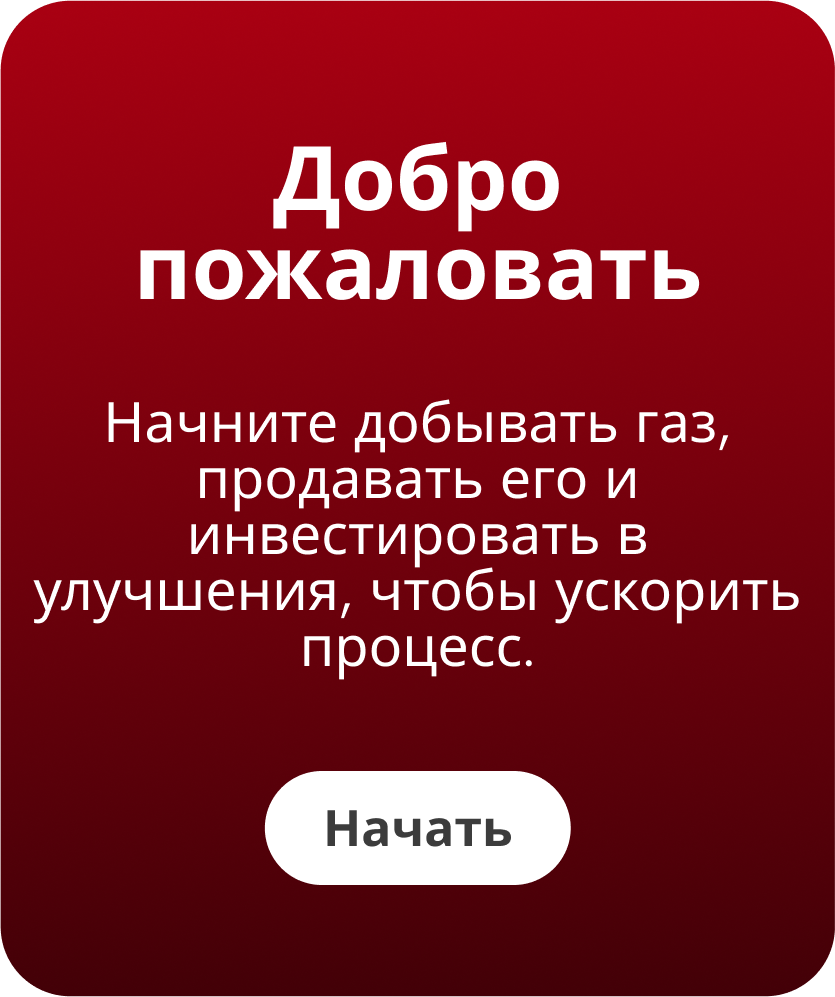 Добро
пожаловать
Начните добывать газ,
продавать его и
инвестировать в
улучшения, чтобы ускорить
процесс.
Начать